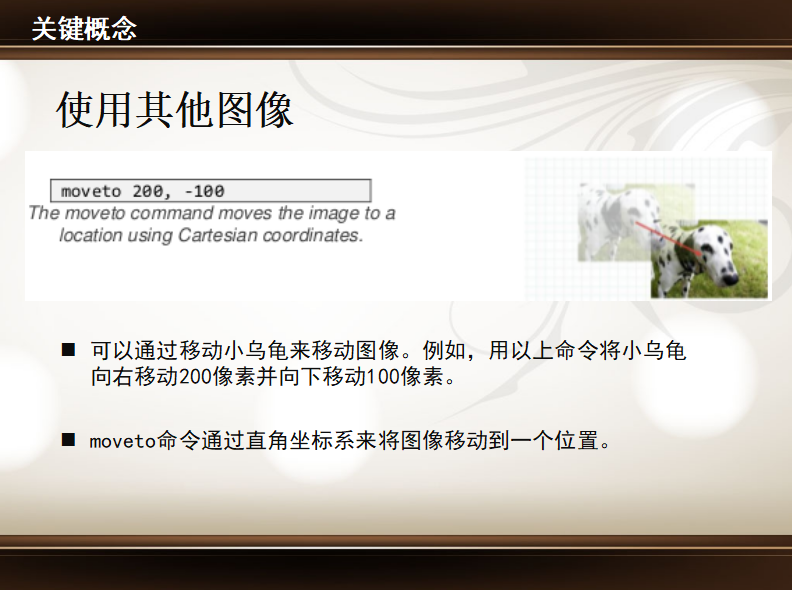 关键概念
使用其他图像
moveto 200, -100
The moveto command moves the image to a
location using Cartesian coordinates.
■ 可以通过移动小乌龟来移动图像。例如，用以上命令将小乌龟
向右移动200像素并向下移动100像素。
■ moveto命令通过直角坐标系来将图像移动到一个位置。